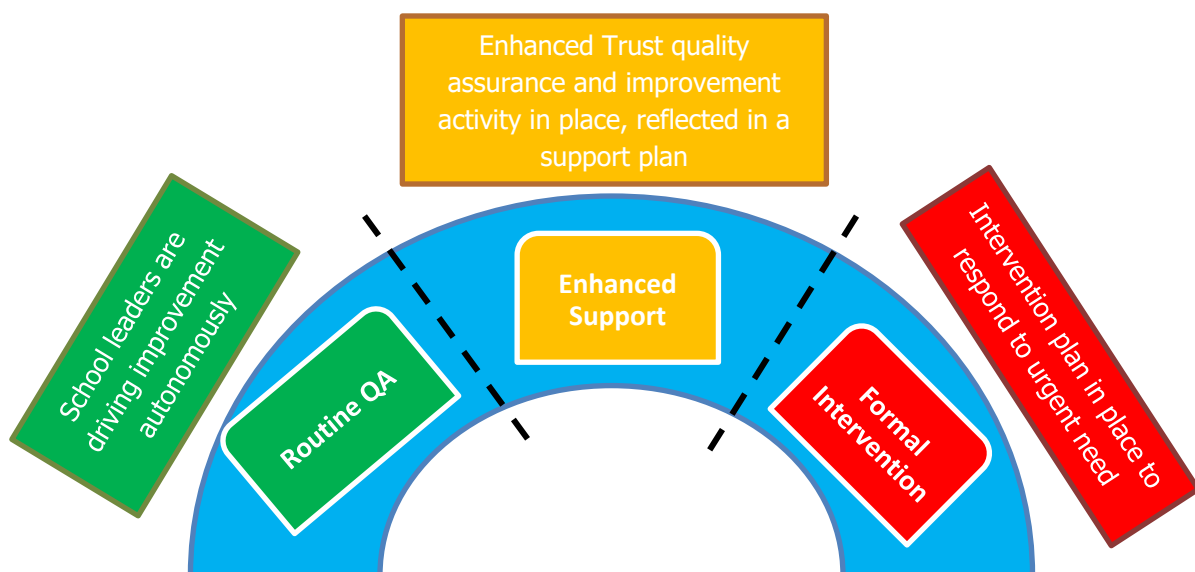 Enhanced Trust quality
assurance and improvement
activity in place, reflected in a
support plan
School leaders are
driving improvement
autonomously
Routine QA
Enhanced
Support
Formal
Intervention
Intervention plan in place to
respond to urgent need